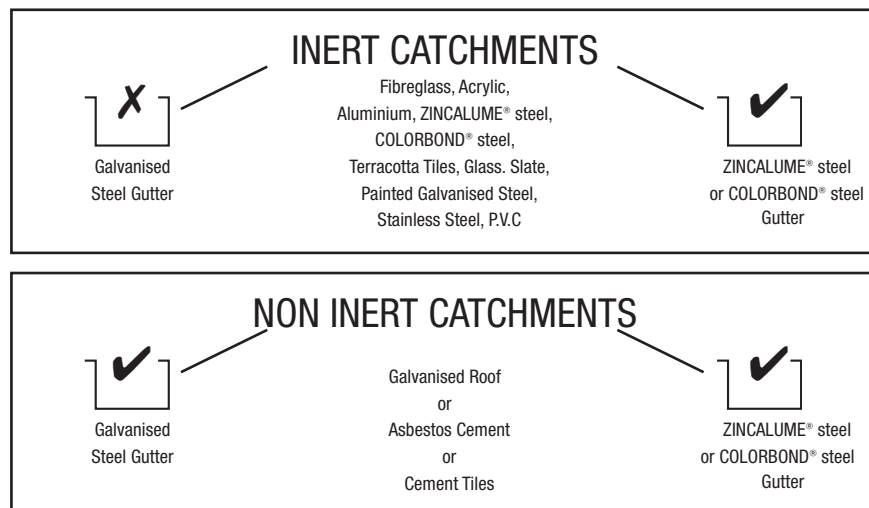 INERT CATCHMENTS
Fibreglass, Acrylic,
Aluminium, ZINCALUME® steel,
COLORBOND® steel,
Terracotta Tiles, Glass. Slate,
Painted Galvanised Steel,
Stainless Steel, P.V.C
Galvanised
Steel Gutter
ZINCALUME® steel
or COLORBOND® steel
Gutter
NON INERT CATCHMENTS
Galvanised Roof
or
Asbestos Cement
or
Cement Tiles
Galvanised
Steel Gutter
ZINCALUME® steel
or COLORBOND® steel
Gutter